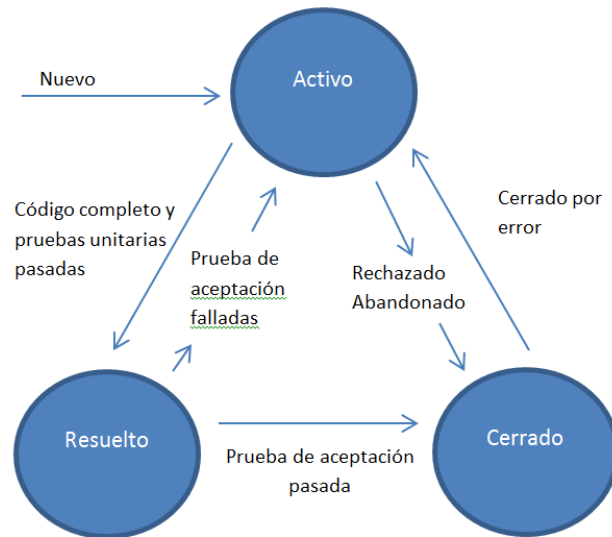 Nuevo
Activo
Código completo y
pruebas unitarias
pasadas
Prueba de
aceptación
falladas
Rechazado
Abandonado
Cerrado por
error
Resuelto
Prueba de aceptación
pasada
Cerrado